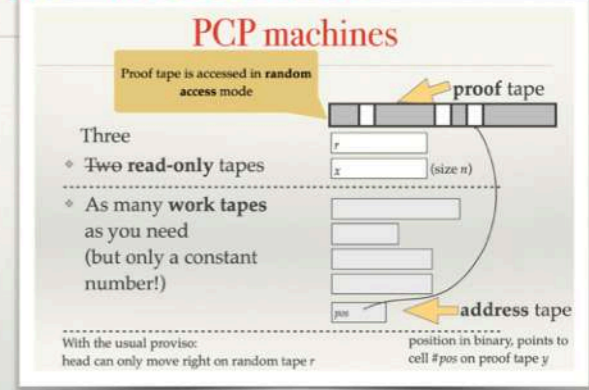 PCP machines
Proof tape is accessed in random
access mode
proof tape
Three
r
Two read-only tapes
x
(size n)
As many work tapes
as you need
(but only a constant
number!)
pos
address tape
With the usual proviso:
head can only move right on random tape r
position in binary, points to
cell #pos on proof tape y